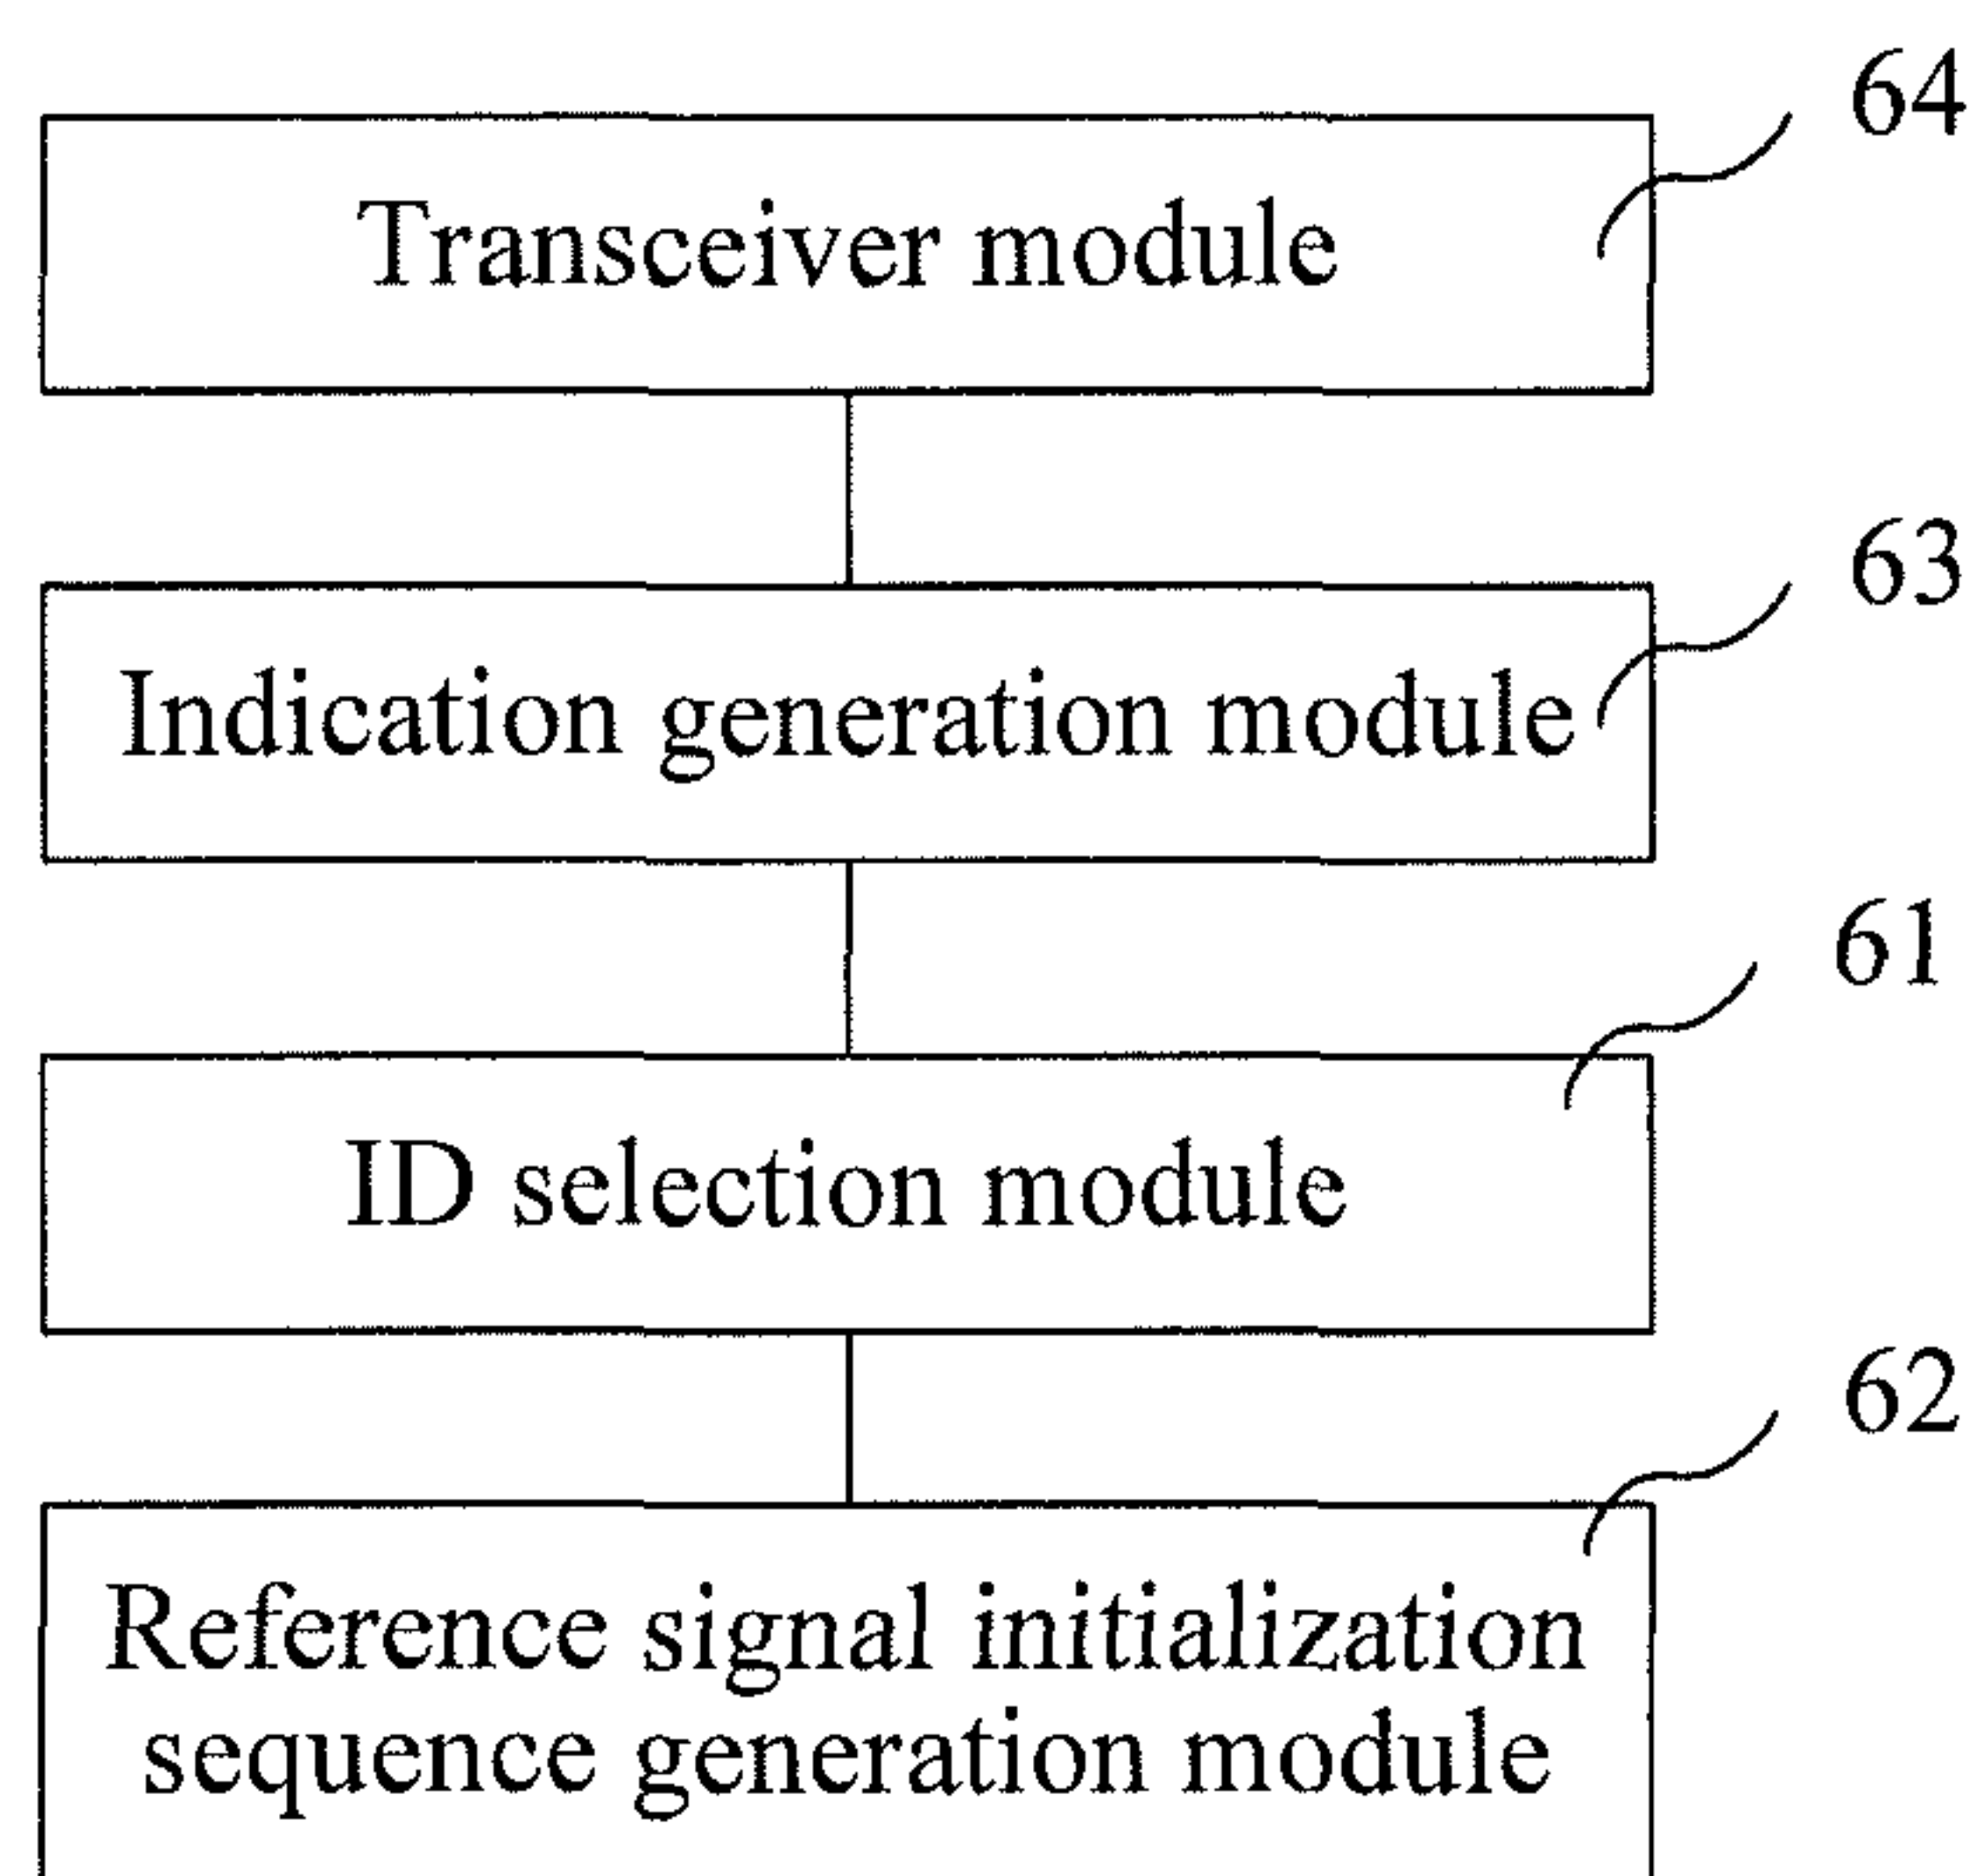 64
Transceiver module
63
Indication generation module
61
ID selection module
62
Reference signal initialization
sequence generation module